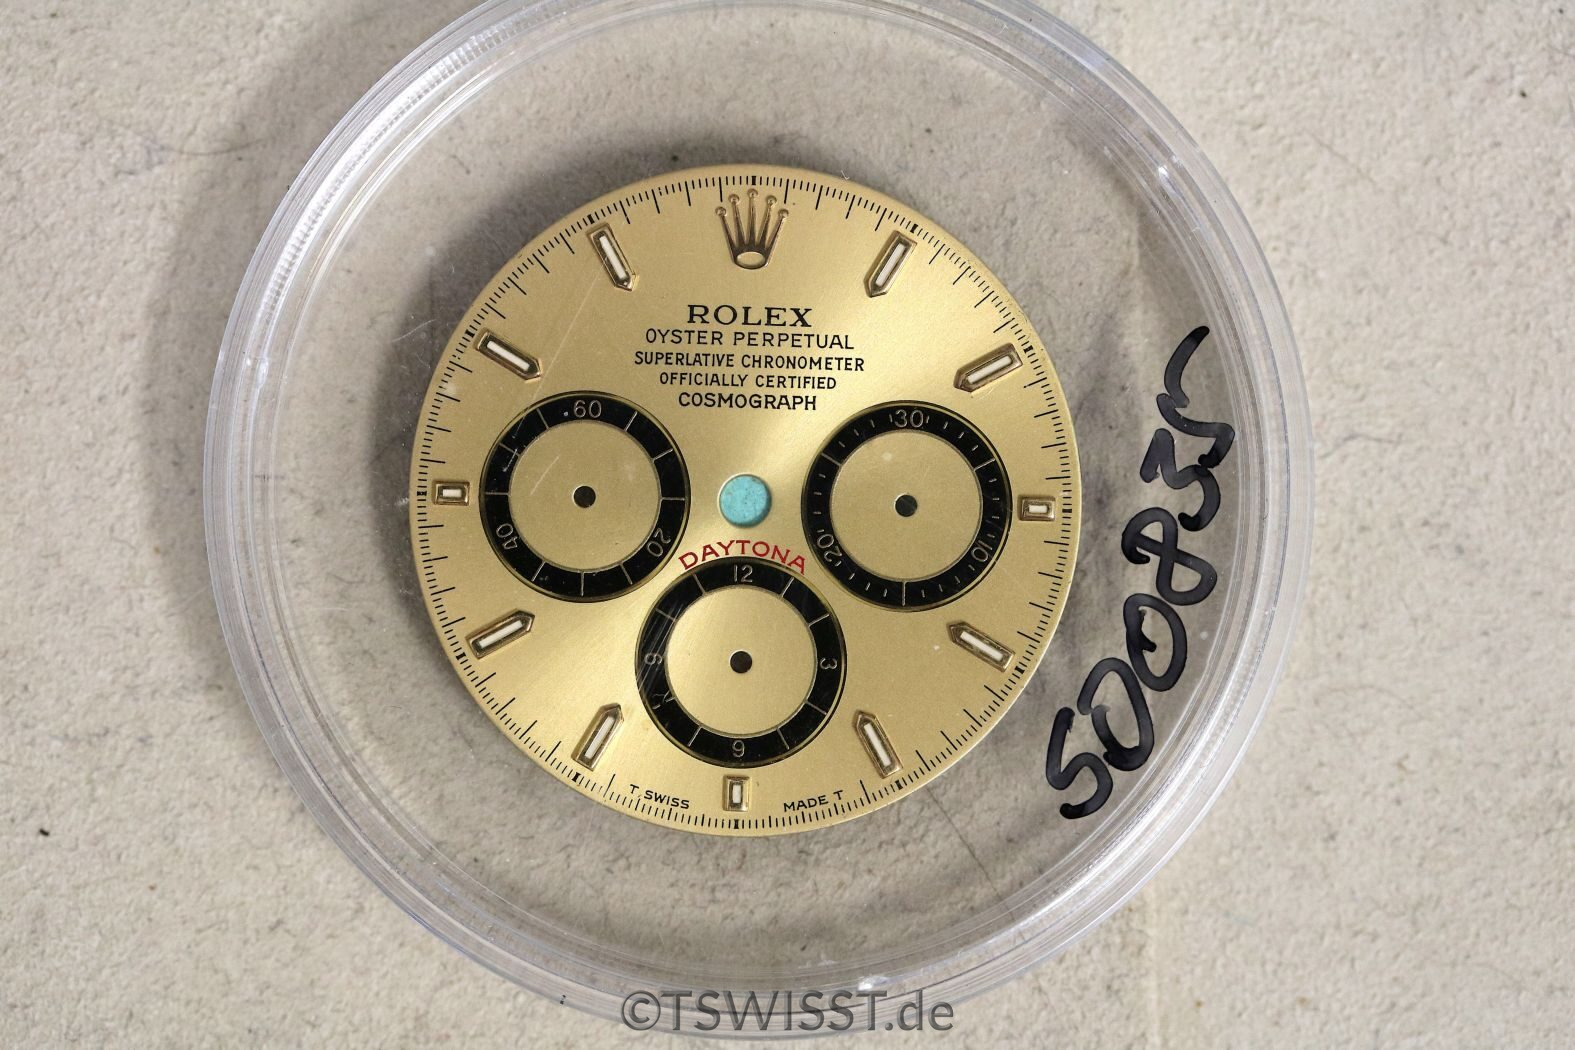 ROLEX
OYSTER PERPETUAL
SUPERLATIVE CHRONOMETER
OFFICIALLY CERTIFIED
COSMOGRAPH
60
20
40
30
10
20
DAYTONA
12
3
6
9
T SWISS MADE T
500835
©TSWISST.de